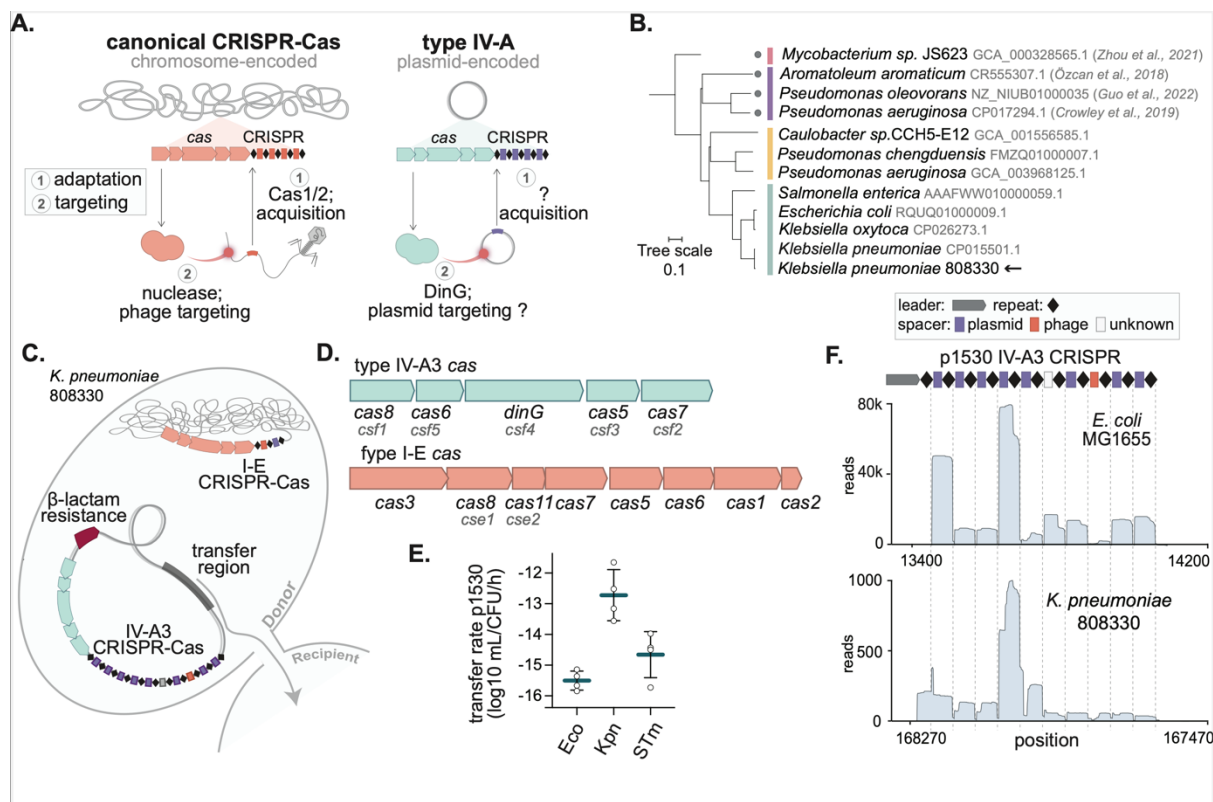 A.
canonical CRISPR-Cas
chromosome-encoded
cas
CRISPR
1 adaptation
2 targeting
1
Cas1/2;
acquisition
2
nuclease;
phage targeting
type IV-A
plasmid-encoded
cas
CRISPR
1
?
acquisition
2
DinG;
plasmid targeting ?
B.
Mycobacterium sp. JS623 GCA_000328565.1 (Zhou et al., 2021)
Aromatoleum aromaticum CR555307.1 (Özcan et al., 2018)
Pseudomonas oleovorans NZ_NIUB01000035 (Guo et al., 2022)
Pseudomonas aeruginosa CP017294.1 (Crowley et al., 2019)
Caulobacter sp.CCH5-E12 GCA_001556585.1
Pseudomonas chengduensis FMZQ01000007.1
Pseudomonas aeruginosa GCA_003968125.1
Salmonella enterica AAAFWW010000059.1
Escherichia coli RQUQ01000009.1
Klebsiella oxytoca CP026273.1
Klebsiella pneumoniae CP015501.1
Klebsiella pneumoniae 808330 ←
Tree scale
0.1
leader: repeat:
spacer: plasmid phage unknown
C.
K. pneumoniae
808330
I-E
CRISPR-Cas
β-lactam
resistance
transfer
region
IV-A3
CRISPR-Cas
Donor
Recipient
D.
type IV-A3 cas
cas8 cas6 dinG cas5 cas7
csf1 csf5 csf4 csf3 csf2
fype I-E cas
cas3 cas8 cas11 cas7 cas5 cas6 cas1 cas2
cse1 cse2
E.
transfer rate p1530
(log10 mL/CFU/h)
-12
-13
-14
-15
-16
Eco Kpn STm
F.
p1530 IV-A3 CRISPR
80k
40k
0
reads
E. coli
MG1655
13400 14200
1000
500
0
reads
K. pneumoniae
808330
168270 position 167470